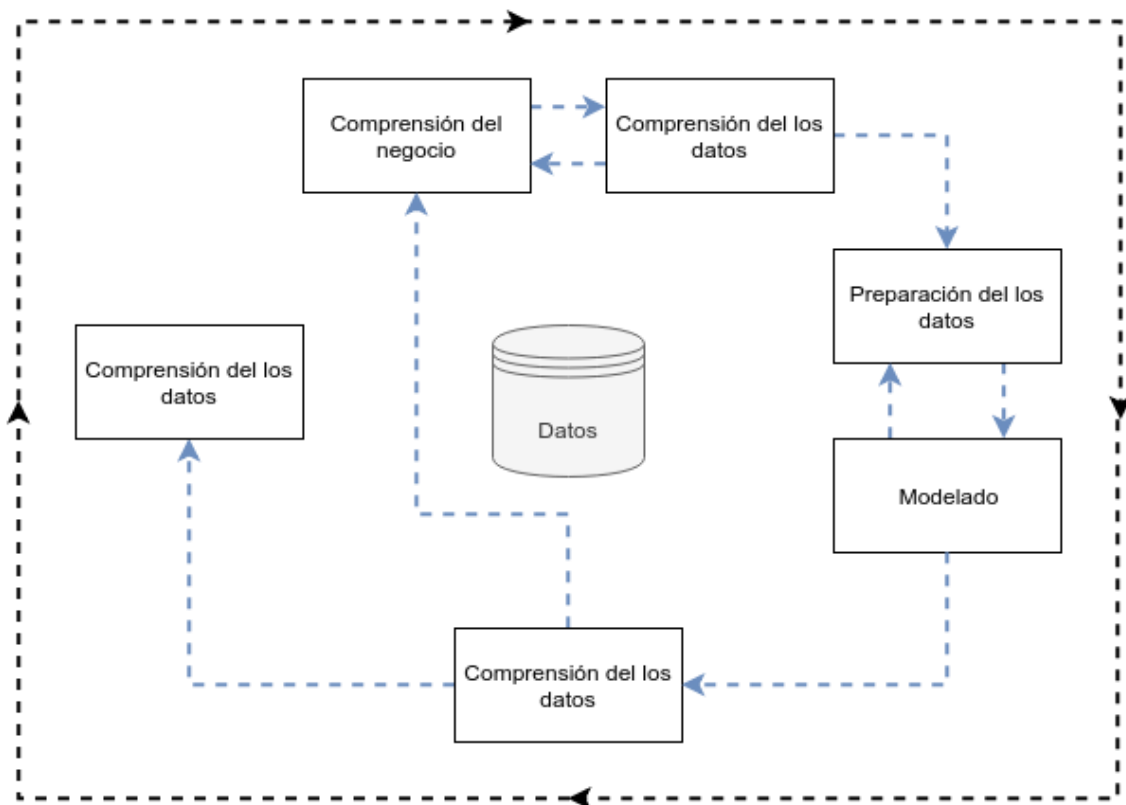 Comprensión del
negocio
Comprensión del los
datos
Preparación del los
datos
Comprensión del los
datos
Datos
Modelado
Comprensión del los
datos